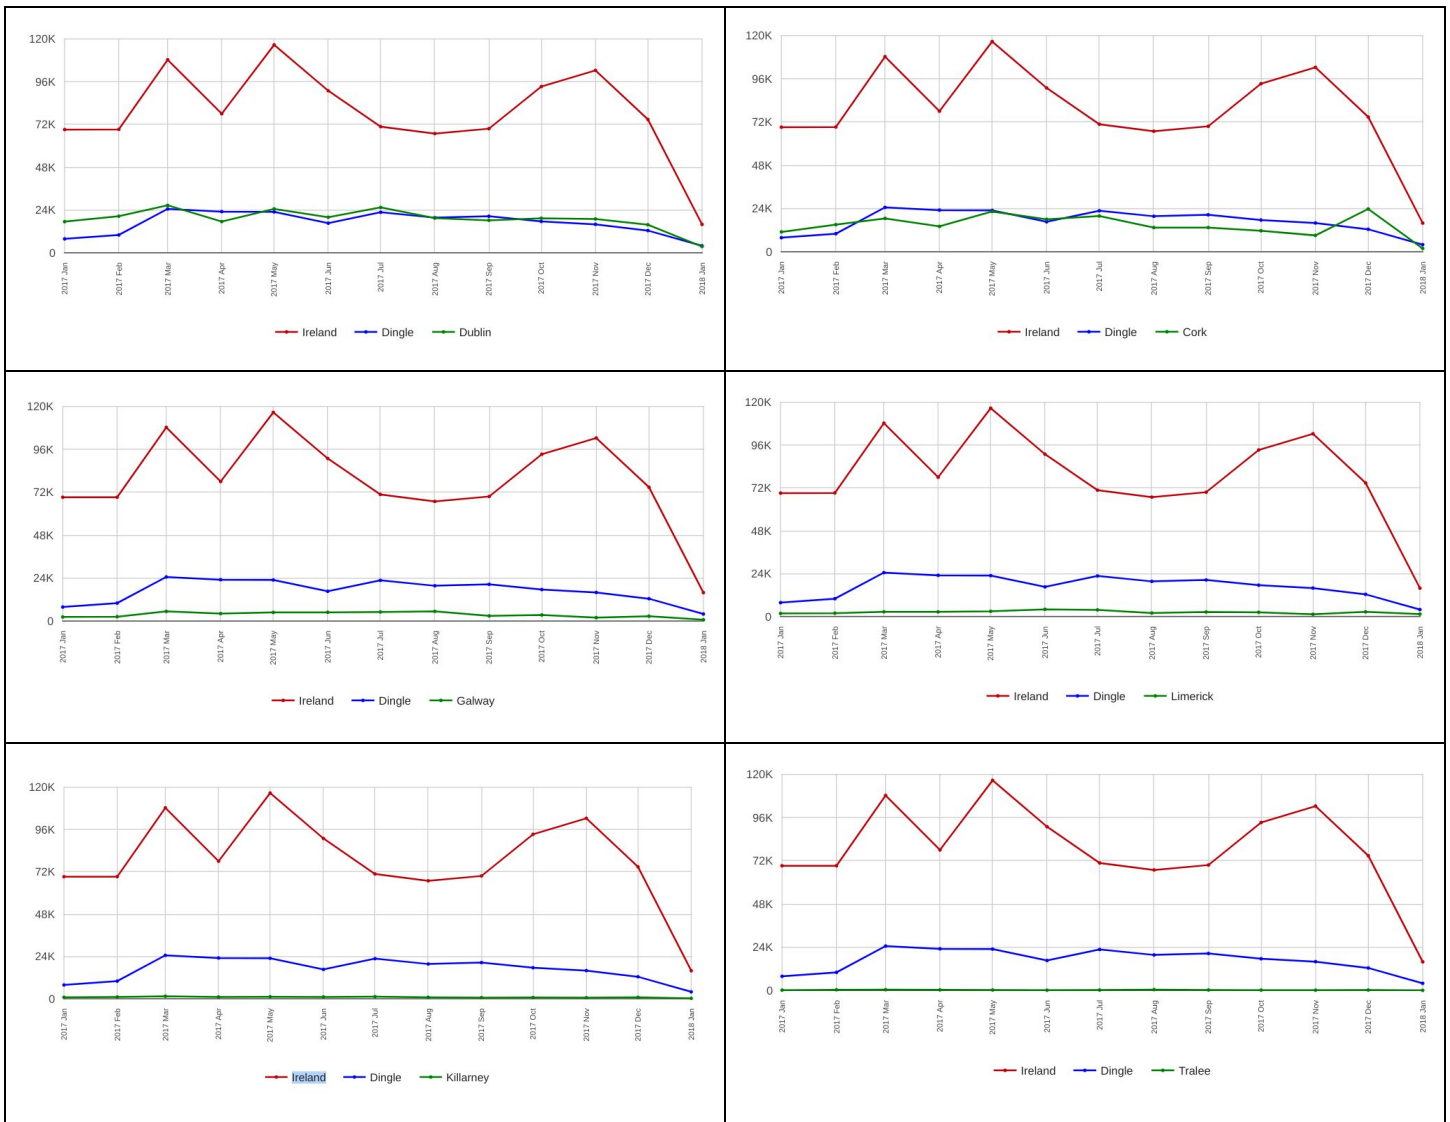 120K
96K
72K
48K
24K
0
2017 Jan
2017 Feb
2017 Mar
2017 Apr
2017 May
2017 Jun
2017 Jul
2017 Aug
2017 Sep
2017 Oct
2017 Nov
2017 Dec
2018 Jan
Ireland Dingle Dublin
120K
96K
72K
48K
24K
0
2017 Jan
2017 Feb
2017 Mar
2017 Apr
2017 May
2017 Jun
2017 Jul
2017 Aug
2017 Sep
2017 Oct
2017 Nov
2017 Dec
2018 Jan
Ireland Dingle Cork
120K
96K
72K
48K
24K
0
2017 Jan
2017 Feb
2017 Mar
2017 Apr
2017 May
2017 Jun
2017 Jul
2017 Aug
2017 Sep
2017 Oct
2017 Nov
2017 Dec
2018 Jan
Ireland Dingle Galway
120K
96K
72K
48K
24K
0
2017 Jan
2017 Feb
2017 Mar
2017 Apr
2017 May
2017 Jun
2017 Jul
2017 Aug
2017 Sep
2017 Oct
2017 Nov
2017 Dec
2018 Jan
Ireland Dingle Limerick
120K
96K
72K
48K
24K
0
2017 Jan
2017 Feb
2017 Mar
2017 Apr
2017 May
2017 Jun
2017 Jul
2017 Aug
2017 Sep
2017 Oct
2017 Nov
2017 Dec
2018 Jan
Ireland Dingle Killarney
120K
96K
72K
48K
24K
0
2017 Jan
2017 Feb
2017 Mar
2017 Apr
2017 May
2017 Jun
2017 Jul
2017 Aug
2017 Sep
2017 Oct
2017 Nov
2017 Dec
2018 Jan
Ireland Dingle Tralee